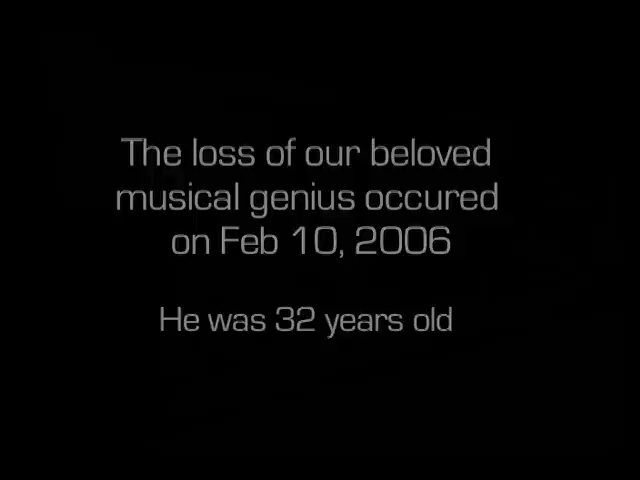 The loss of our beloved
musical genius occured
on Feb 10, 2006
He was 32 years old